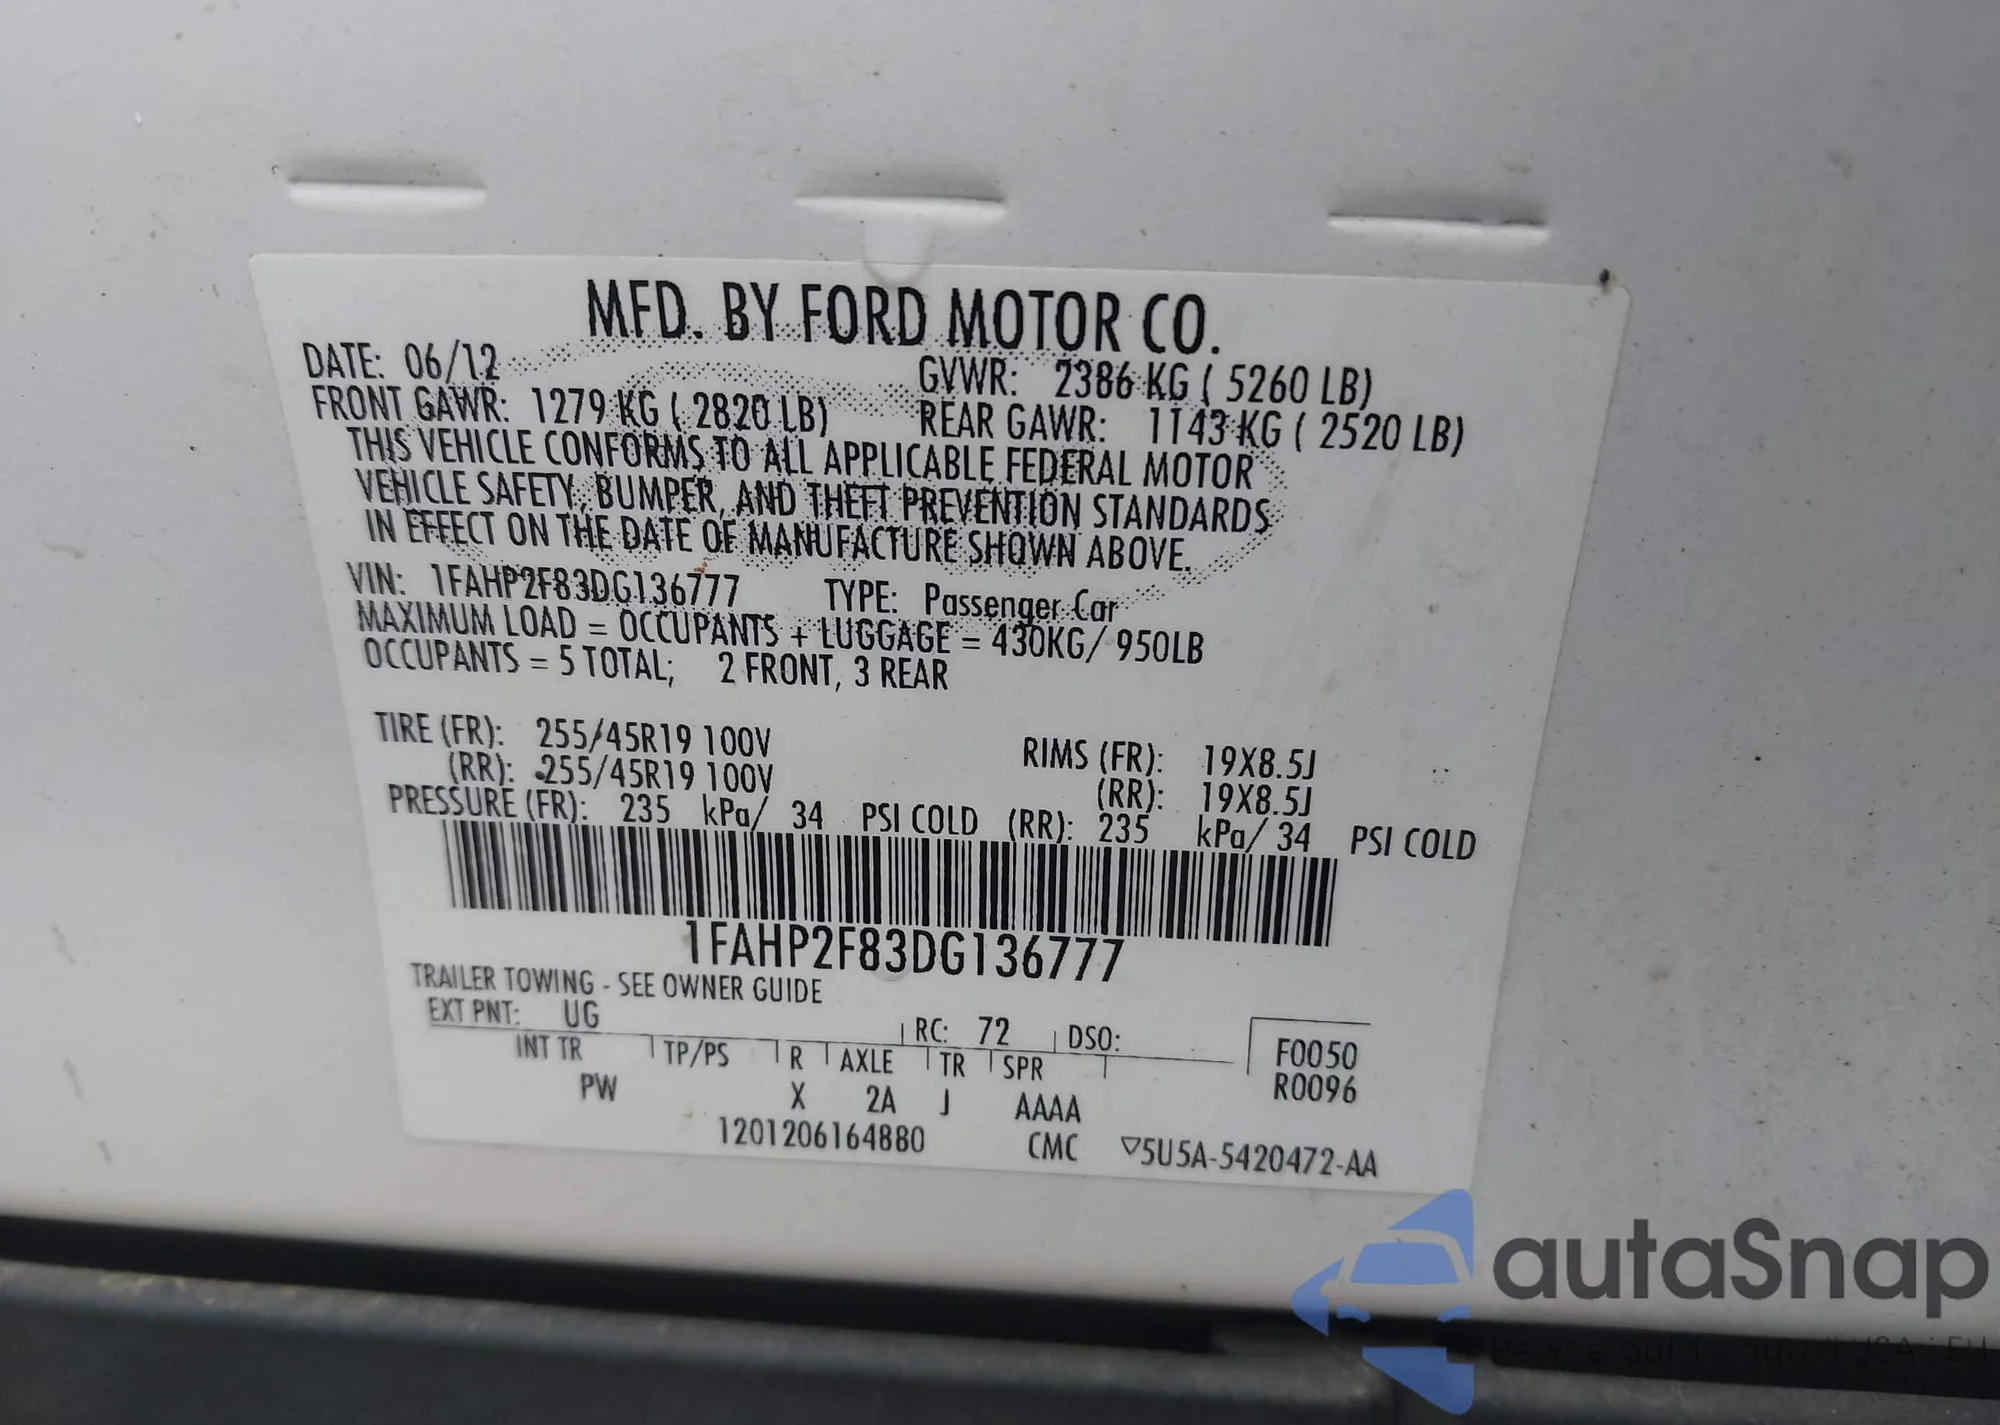 MFD. BY FORD MOTOR CO.
DATE: 06/12 GVWR: 2386 KG ( 5260 LB)
FRONT GAWR: 1279 KG ( 2820 LB) REAR GAWR: 1143 KG ( 2520 LB)
THIS VEHICLE CONFORMS TO ALL APPLICABLE FEDERAL MOTOR
VEHICLE SAFETY, BUMPER, AND THEFT PREVENTION STANDARDS
IN EFFECT ON THE DATE OF MANUFACTURE SHOWN ABOVE.
VIN: 1FAHP2F83DG136777 TYPE: Passenger Car
MAXIMUM LOAD = OCCUPANTS + LUGGAGE = 430KG/ 950LB
OCCUPANTS = 5 TOTAL; 2 FRONT, 3 REAR
TIRE (FR): 255/45R19 100V RIMS (FR): 19X8.5J
(RR): 255/45R19 100V (RR): 19X8.5J
PRESSURE (FR): 235 kPa/ 34 PSI COLD (RR): 235 kPa/ 34 PSI COLD
1FAHP2F83DG136777
TRAILER TOWING - SEE OWNER GUIDE
EXT PNT: UG RC: 72 DSO: F0050
INT TR TP/PS R AXLE TR SPR R0096
PW X 2A J AAAA
1201206164880 CMC ▽5U5A-5420472-AA
autaSnap